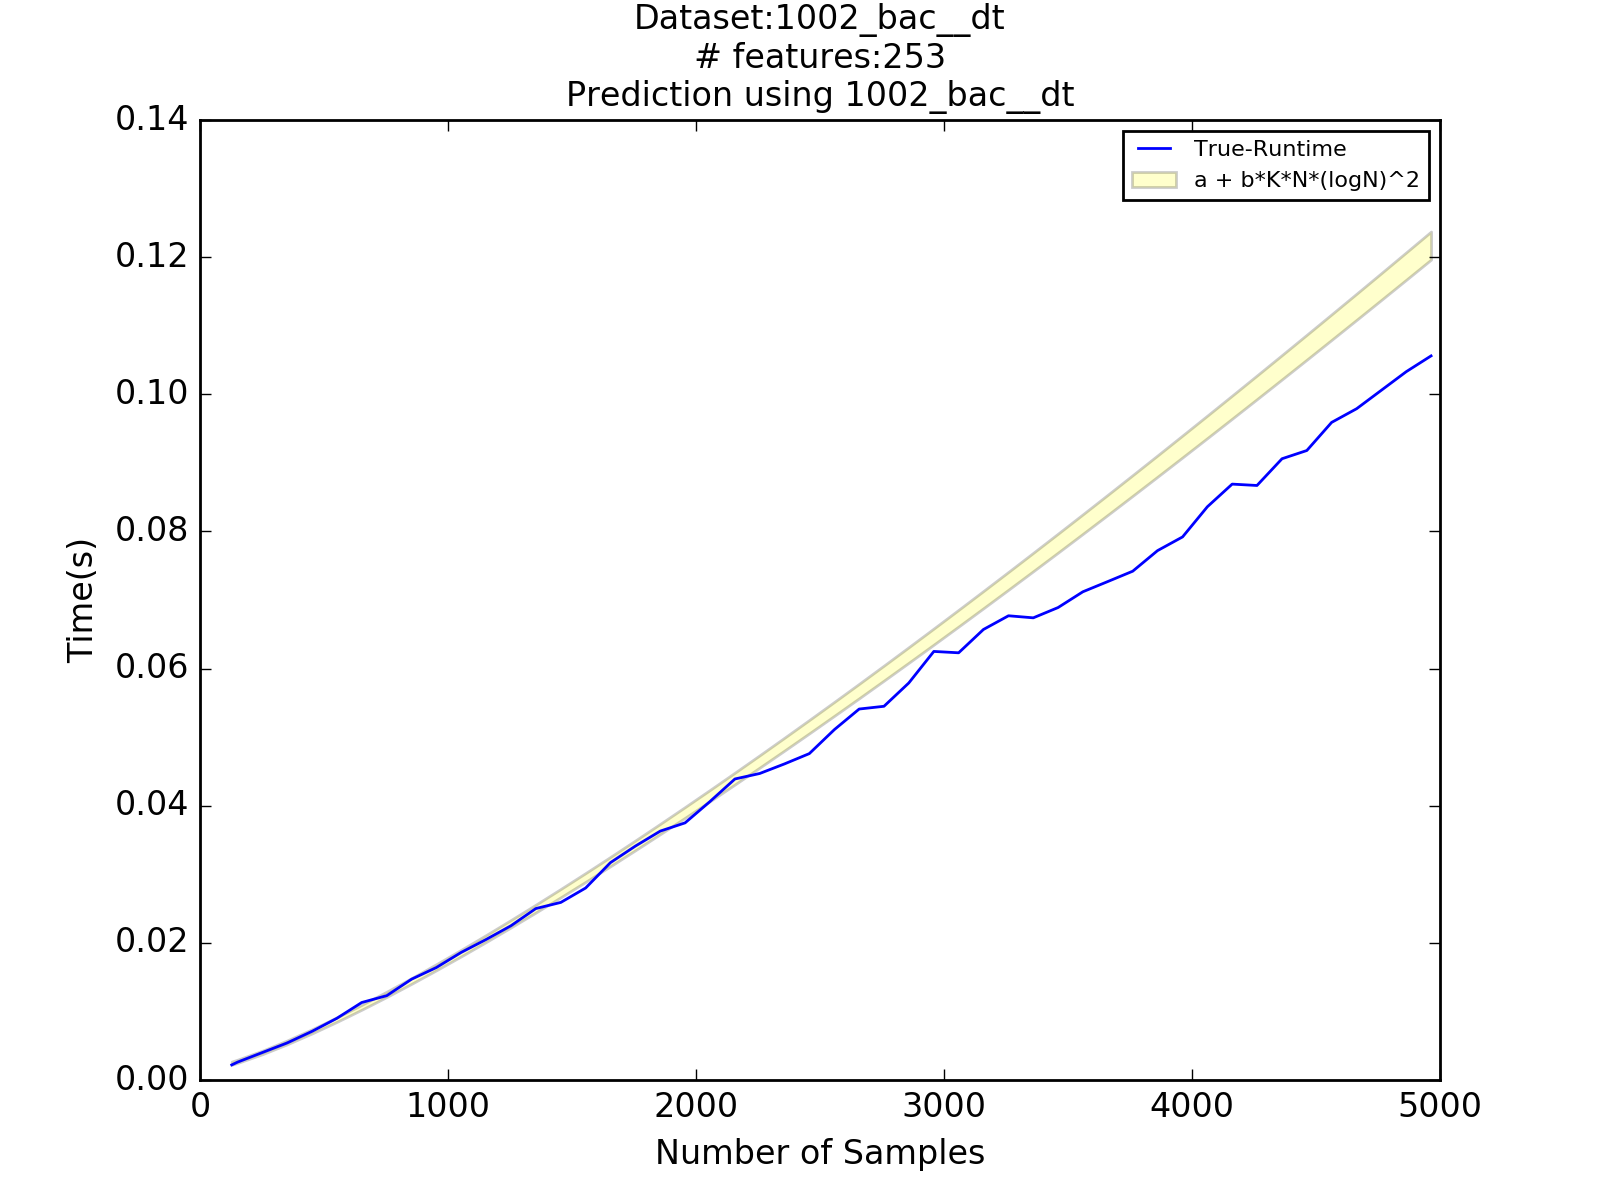 Dataset:1002_bac__dt
# features:253
Prediction using 1002_bac__dt
True-Runtime
a + b*K*N*(logN)^2
0.14
0.12
0.10
0.08
0.06
0.04
0.02
0.00
Time(s)
0 1000 2000 3000 4000 5000
Number of Samples